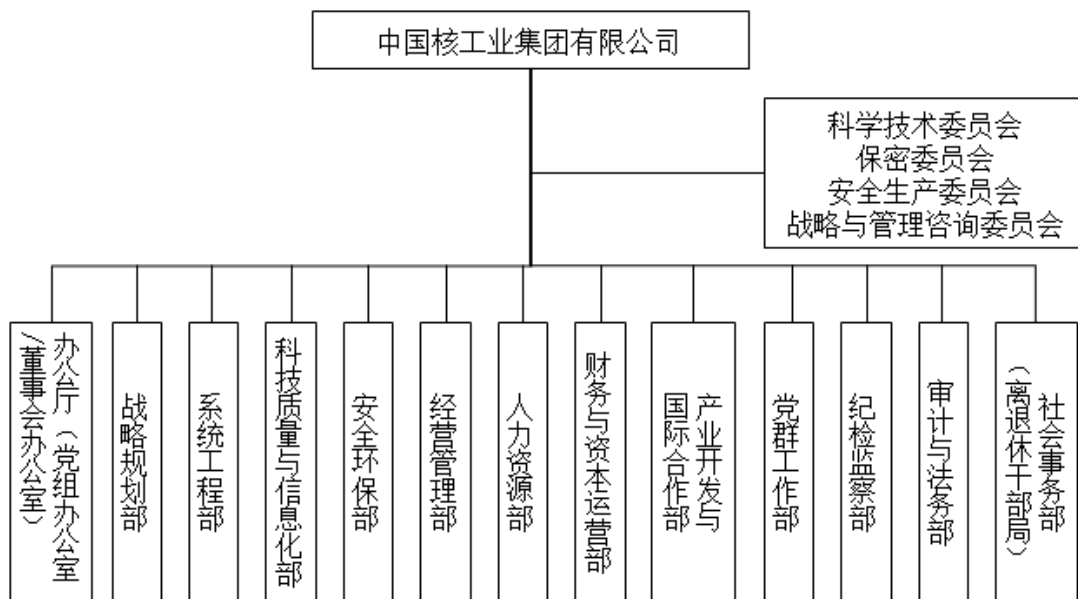 中国核工业集团有限公司
科学技术委员会
保密委员会
安全生产委员会
战略与管理咨询委员会
办公厅（党组办公室
/董事会办公室）
战略规划部
系统工程部
科技质量与信息化部
安全环保部
经营管理部
人力资源部
财务与资本运营部
产业开发与
国际合作部
党群工作部
纪检监察部
审计与法务部
社会事务部
（离退休干部局）